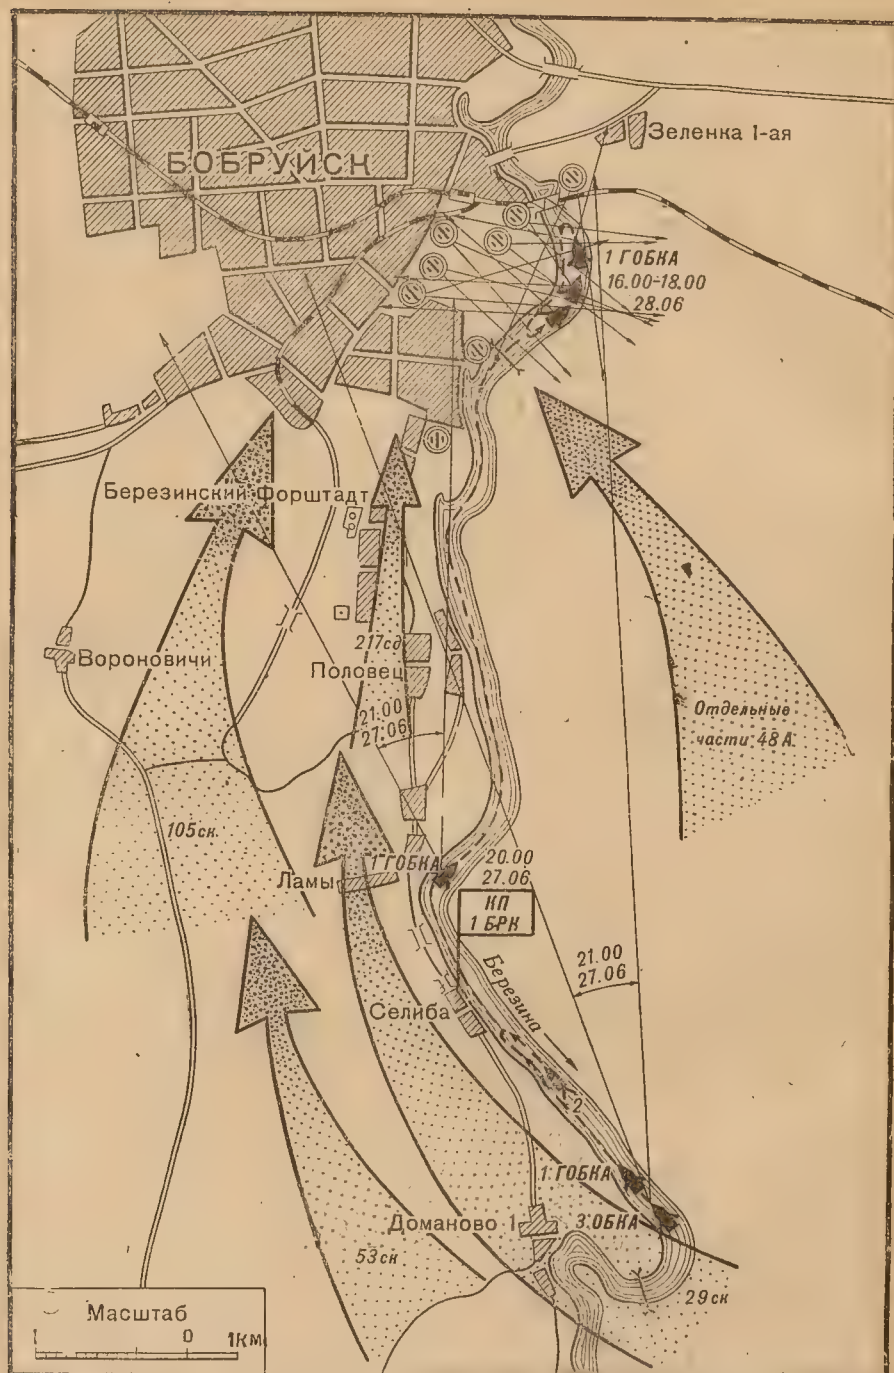 БОБРУЙСК
Зеленка 1-ая
1 ГОБКА
16.00-18.00
28.06
Березинский Форштадт
Вороновичи
217сд
Половец
21.00
27.06
Отдельные
части 48А
105ск
1 ГОБКА
Ламы
20.00
27.06
КП
1 БРК
21.00
27.06
Березина
Селиба
2
1 ГОБКА
Доманово 1
3 ОБКА
53ск
29ск
Масштаб
1 0 1км